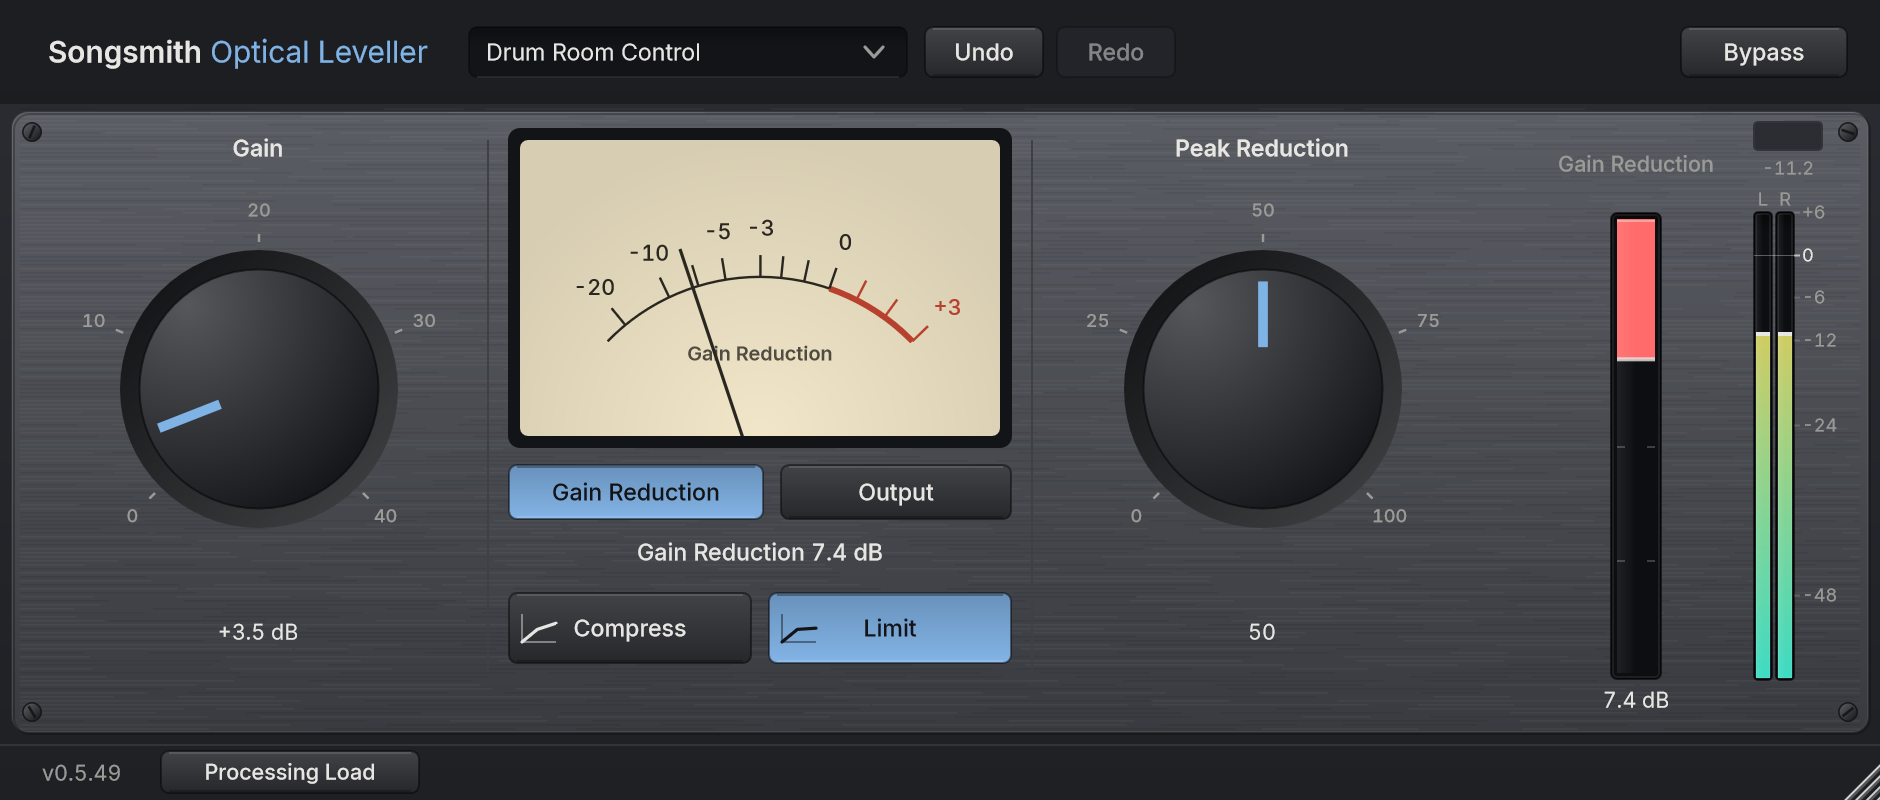 Songsmith Optical Leveller
Drum Room Control
Undo
Redo
Bypass
Gain
20
10
30
0
40
+3.5 dB
-20
-10
-5
-3
0
+3
Gain Reduction
Gain Reduction
Output
Gain Reduction 7.4 dB
Compress
Limit
Peak Reduction
50
25
75
0
100
50
Gain Reduction
7.4 dB
-11.2
L R
+6
0
-6
-12
-24
-48
v0.5.49
Processing Load